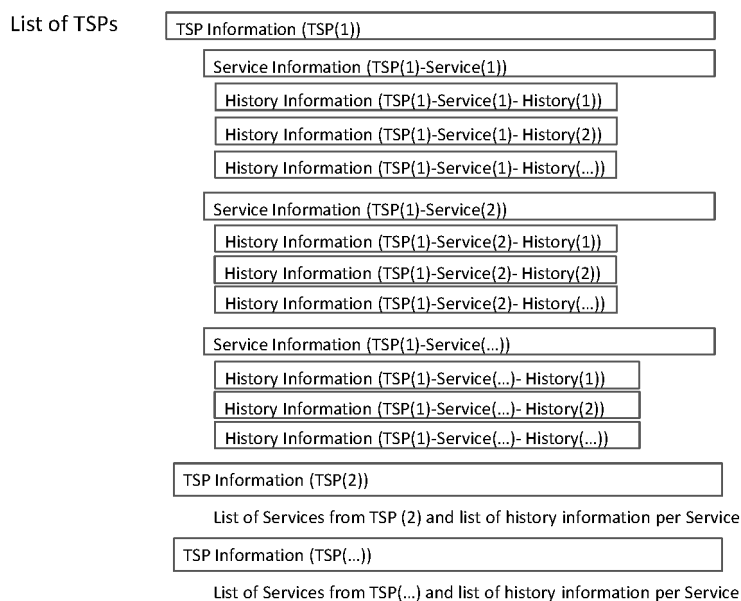 List of TSPs
TSP Information (TSP(1))
Service Information (TSP(1)-Service(1))
History Information (TSP(1)-Service(1)- History(1))
History Information (TSP(1)-Service(1)- History(2))
History Information (TSP(1)-Service(1)- History(…))
Service Information (TSP(1)-Service(2))
History Information (TSP(1)-Service(2)- History(1))
History Information (TSP(1)-Service(2)- History(2))
History Information (TSP(1)-Service(2)- History(…))
Service Information (TSP(1)-Service(…))
History Information (TSP(1)-Service(…)- History(1))
History Information (TSP(1)-Service(…)- History(2))
History Information (TSP(1)-Service(…)- History(…))
TSP Information (TSP(2))
List of Services from TSP (2) and list of history information per Service
TSP Information (TSP(…))
List of Services from TSP(…) and list of history information per Service